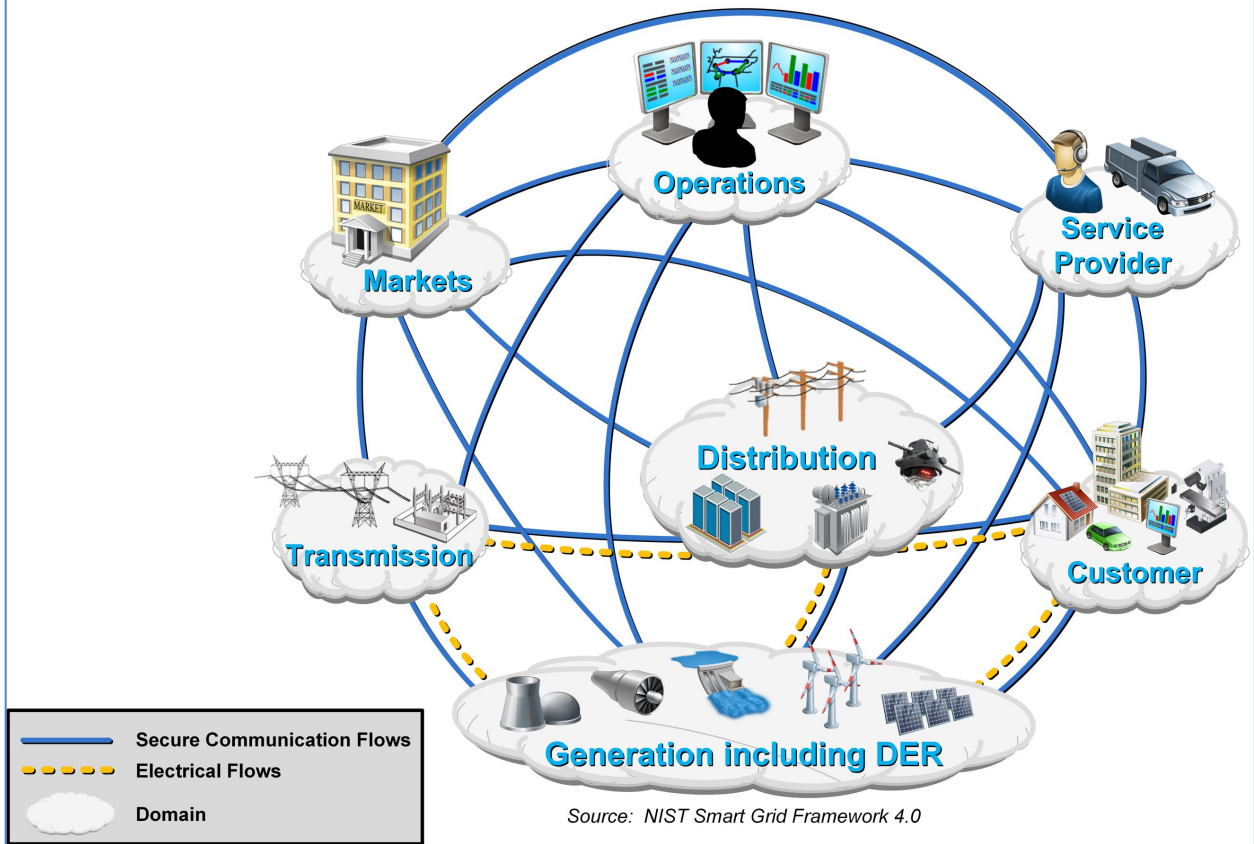 Operations
MARKET
Markets
Service
Provider
Distribution
Transmission
Customer
Generation including DER
Secure Communication Flows
Electrical Flows
Domain
Source: NIST Smart Grid Framework 4.0